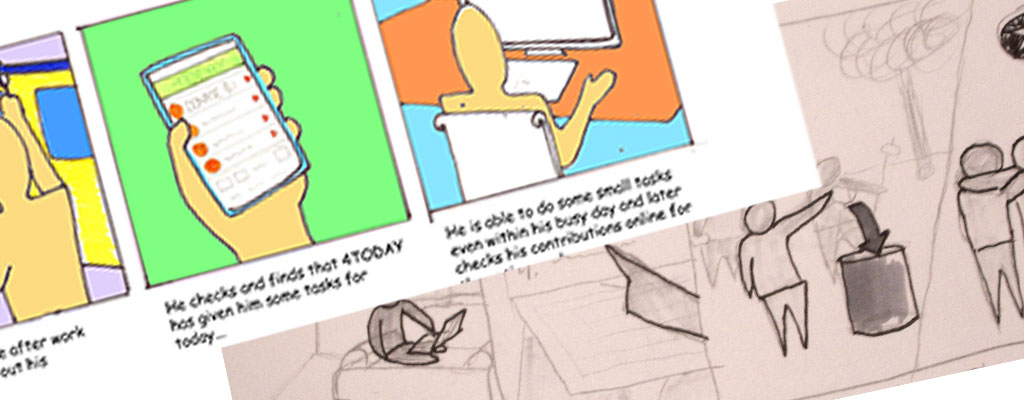 e after work
out his
He checks and finds that 4TODAY
has given him some tasks for
today...
He is able to do some small tasks
even within his busy day and later
checks his contributions online for